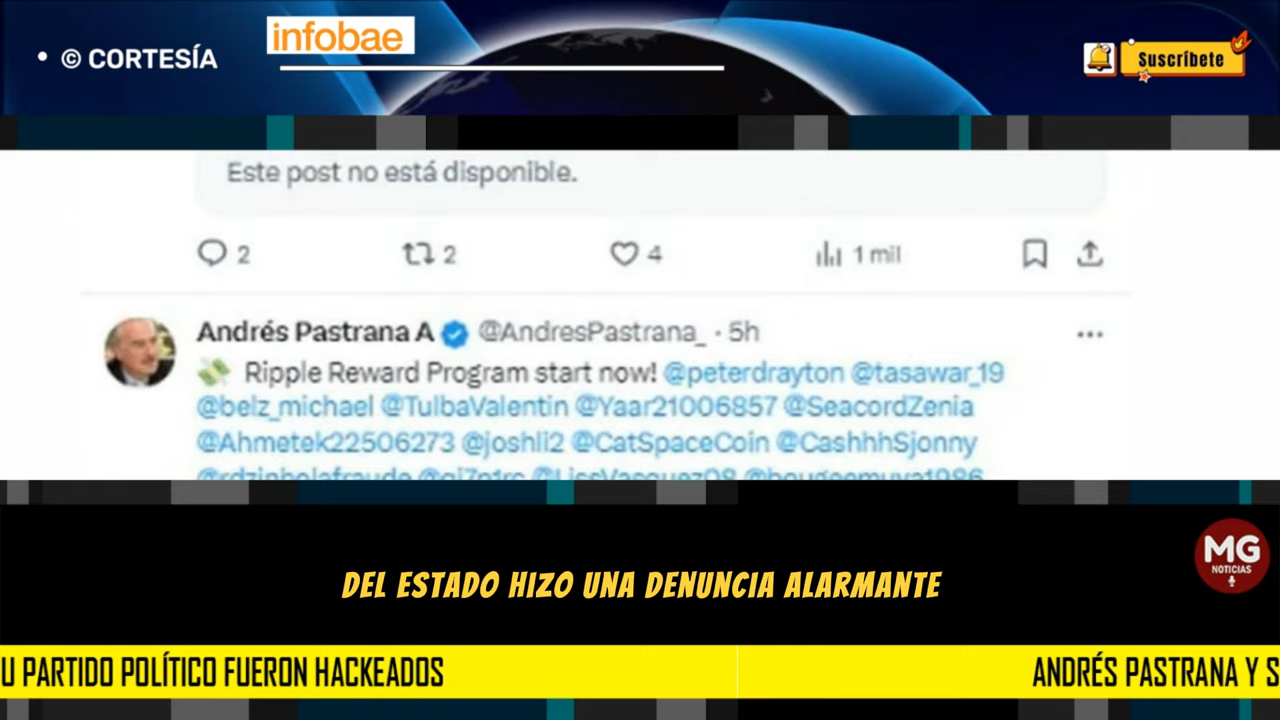 • © CORTESÍA
infobae
Suscríbete
Este post no está disponible.
2 2 4 1 mil
Andrés Pastrana A @AndresPastrana_ · 5h
💸 Ripple Reward Program start now! @peterdrayton @tasawar_19
@belz_michael @TulbaValentin @Yaar21006857 @SeacordZenia
@Ahmetek22506273 @joshli2 @CatSpaceCoin @CashhhSjonny
MG
NOTICIAS
DEL ESTADO HIZO UNA DENUNCIA ALARMANTE
U PARTIDO POLÍTICO FUERON HACKEADOS ANDRÉS PASTRANA Y S